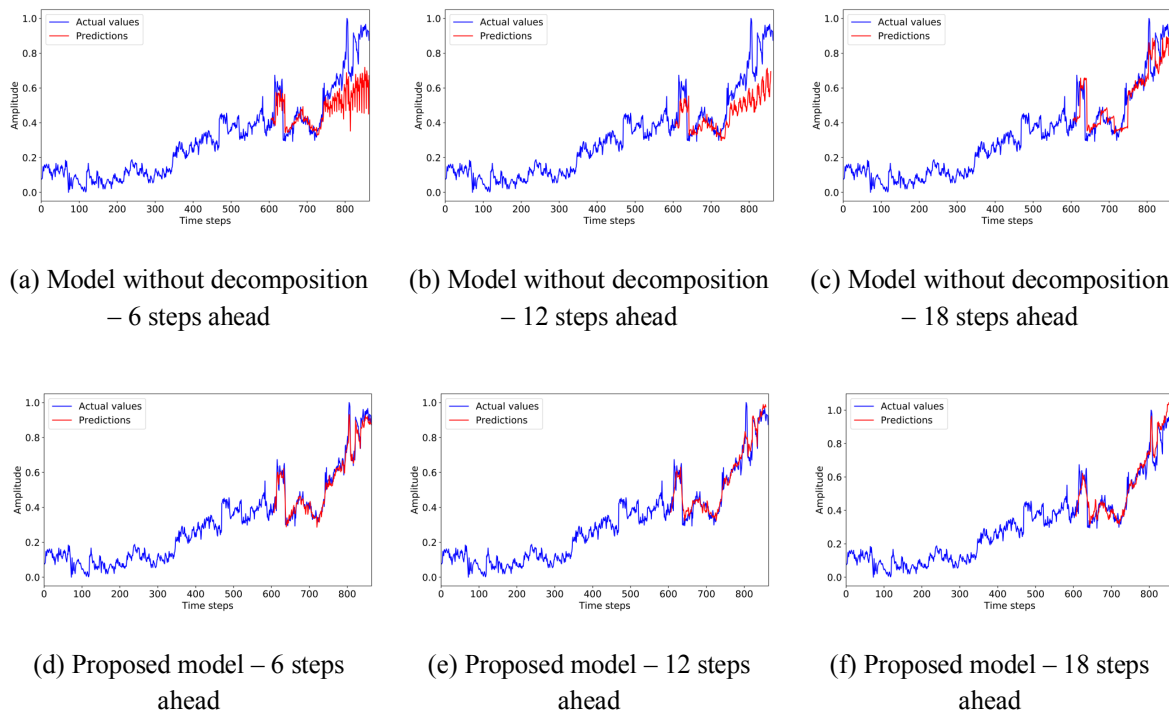 Actual values
Predictions
Amplitude
1.0
0.8
0.6
0.4
0.2
0.0
0 100 200 300 400 500 600 700 800
Time steps
Actual values
Predictions
Amplitude
1.0
0.8
0.6
0.4
0.2
0.0
0 100 200 300 400 500 600 700 800
Time steps
Actual values
Predictions
Amplitude
1.0
0.8
0.6
0.4
0.2
0.0
0 100 200 300 400 500 600 700 800
Time steps
(a) Model without decomposition
– 6 steps ahead
(b) Model without decomposition
– 12 steps ahead
(c) Model without decomposition
– 18 steps ahead
Actual values
Predictions
Amplitude
1.0
0.8
0.6
0.4
0.2
0.0
0 100 200 300 400 500 600 700 800
Time steps
Actual values
Predictions
Amplitude
1.0
0.8
0.6
0.4
0.2
0.0
0 100 200 300 400 500 600 700 800
Time steps
Actual values
Predictions
Amplitude
1.0
0.8
0.6
0.4
0.2
0.0
0 100 200 300 400 500 600 700 800
Time steps
(d) Proposed model – 6 steps
ahead
(e) Proposed model – 12 steps
ahead
(f) Proposed model – 18 steps
ahead